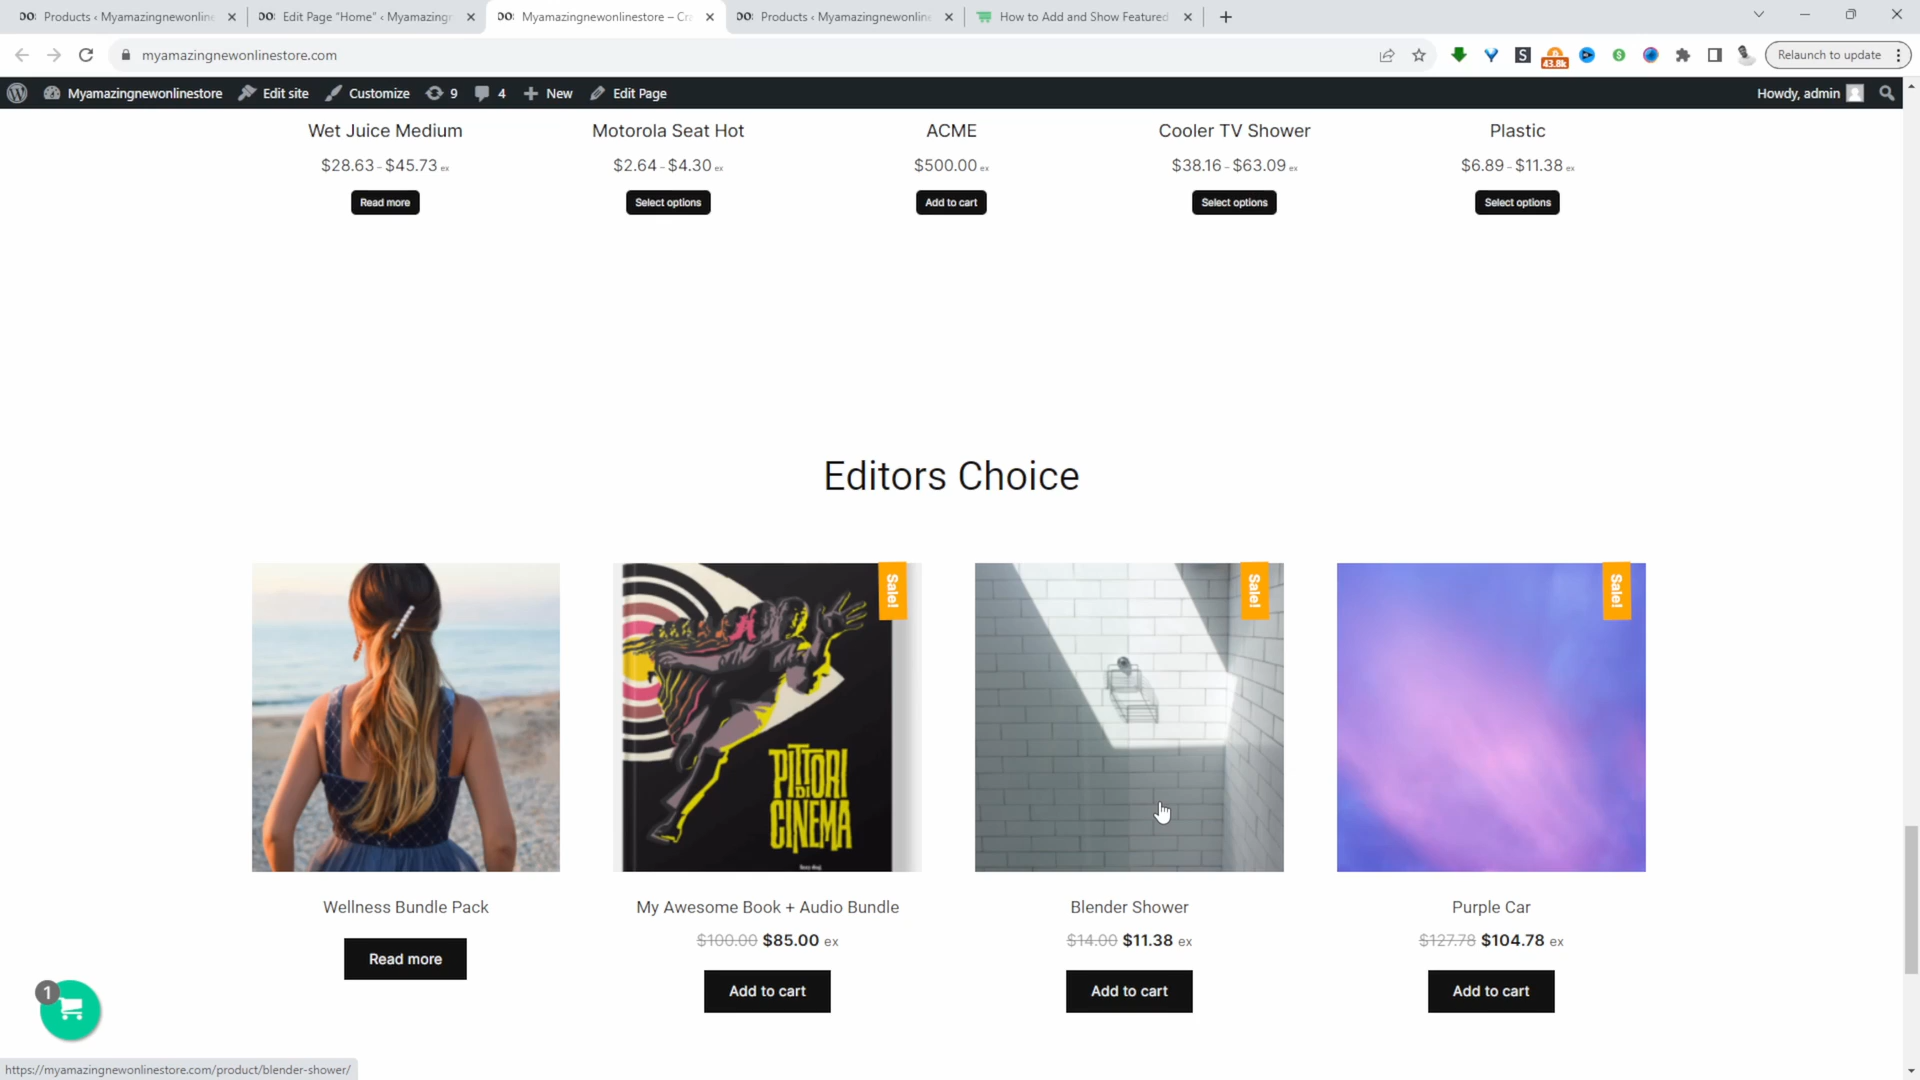 Products ‹ Myamazingnewonline
Edit Page "Home" ‹ Myamazingn
Myamazingnewonlinestore – Cr
Products ‹ Myamazingnewonline
How to Add and Show Featured
myamazingnewonlinestore.com
43.8k
Relaunch to update
Myamazingnewonlinestore
Edit site
Customize
9
4
New
Edit Page
Howdy, admin
Wet Juice Medium
Motorola Seat Hot
ACME
Cooler TV Shower
Plastic
$28.63 - $45.73 ex
$2.64 - $4.30 ex
$500.00 ex
$38.16 - $63.09 ex
$6.89 - $11.38 ex
Read more
Select options
Add to cart
Select options
Select options
Editors Choice
Sale!
Sale!
Sale!
PITTORI
DI
CINEMA
Wellness Bundle Pack
My Awesome Book + Audio Bundle
Blender Shower
Purple Car
$100.00 $85.00 ex
$14.00 $11.38 ex
$127.78 $104.78 ex
Read more
Add to cart
Add to cart
Add to cart
1
https://myamazingnewonlinestore.com/product/blender-shower/